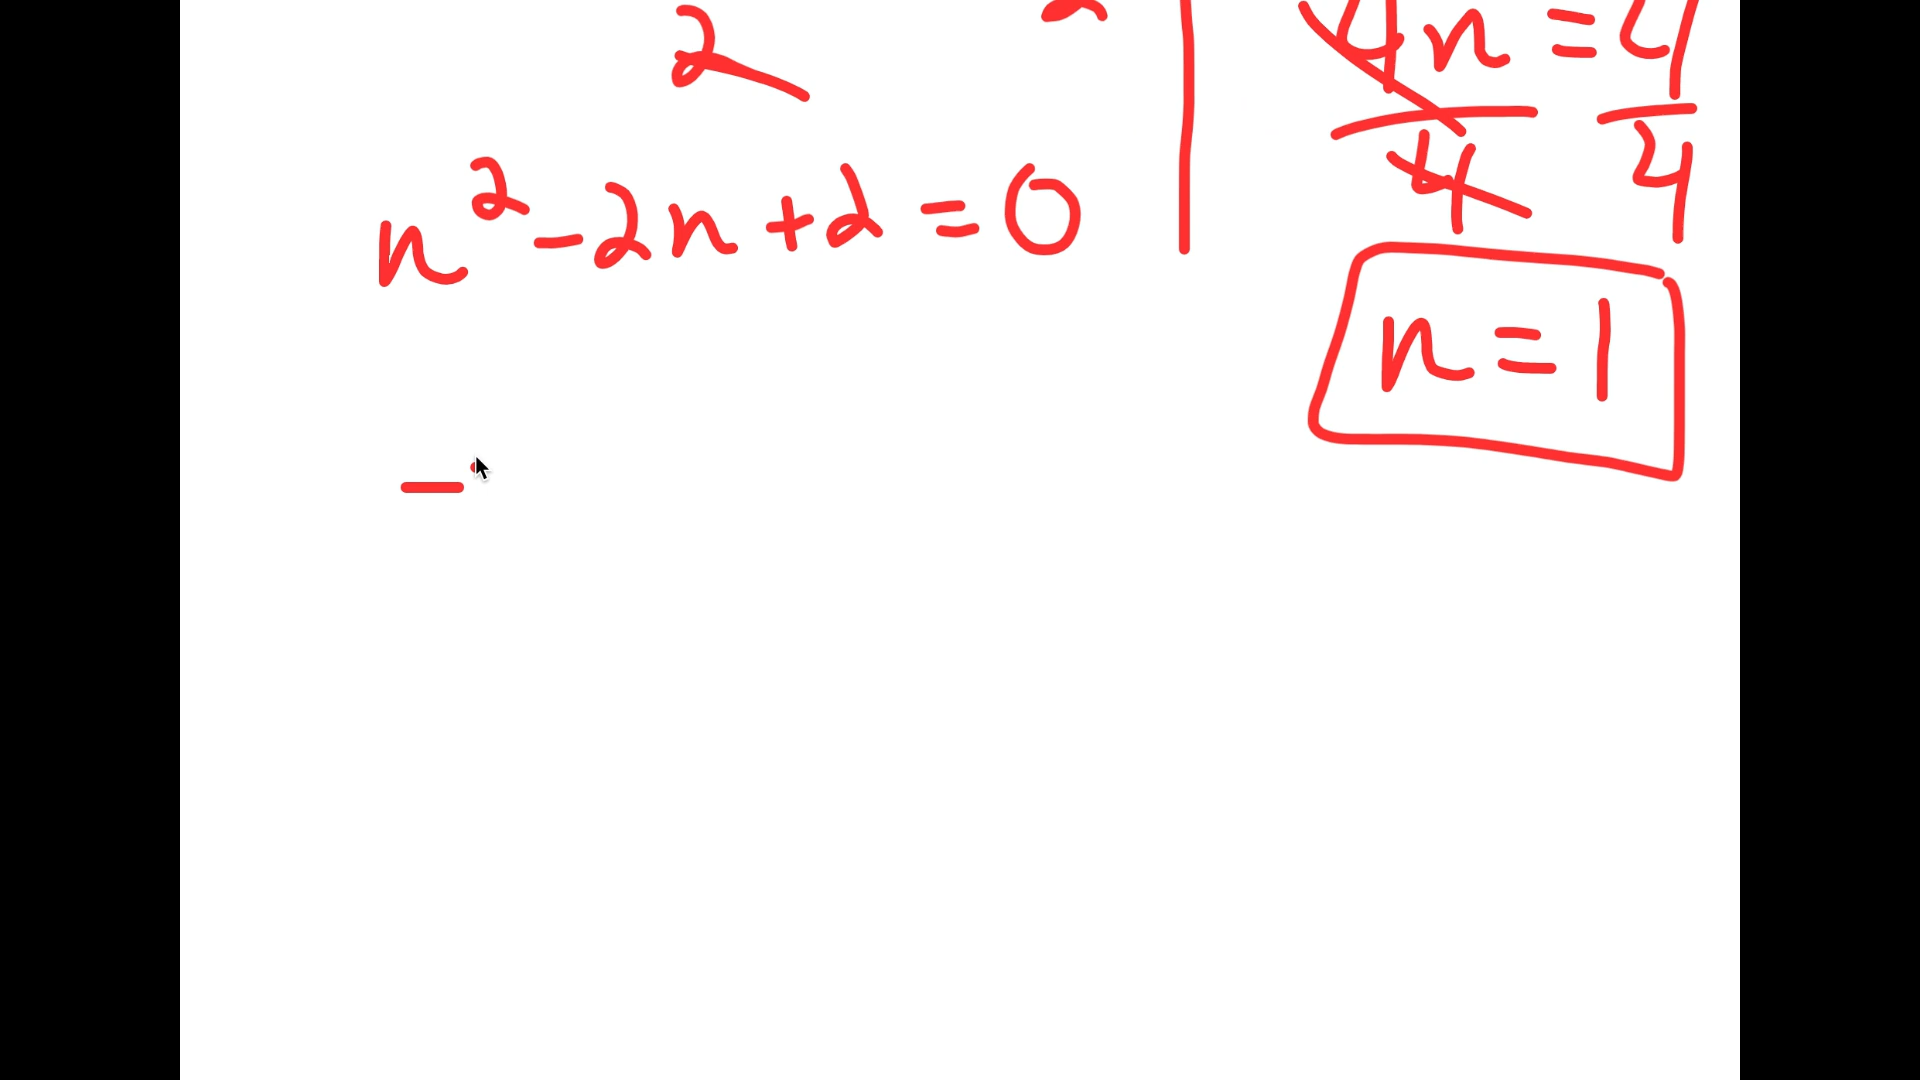 2
n² - 2n + 2 = 0
—
4n = 4
4 4
n = 1